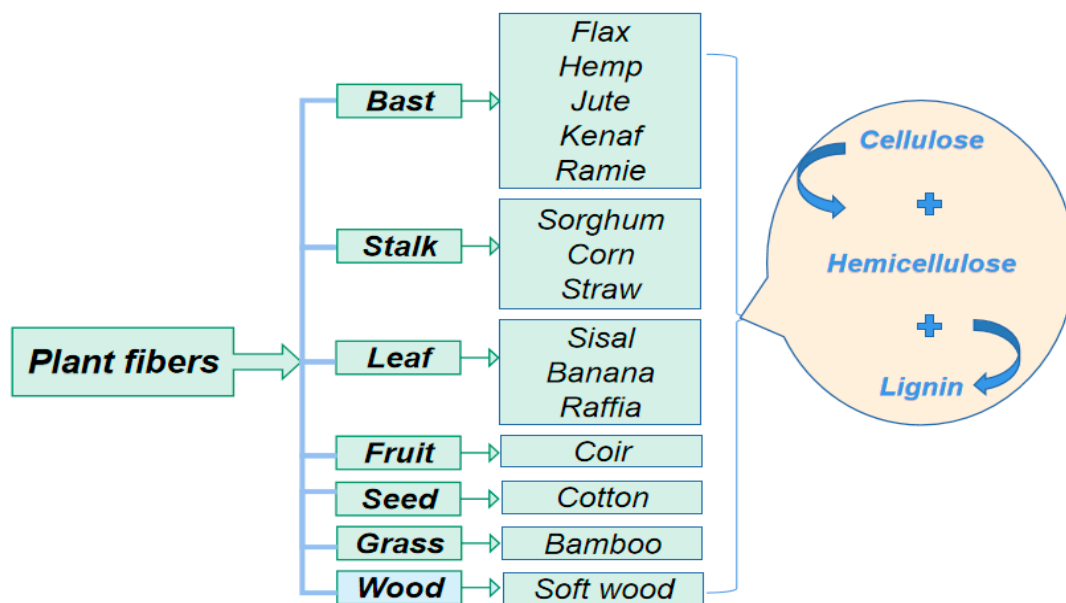 Plant fibers
Bast
Flax
Hemp
Jute
Kenaf
Ramie
Stalk
Sorghum
Corn
Straw
Leaf
Sisal
Banana
Raffia
Fruit
Coir
Seed
Cotton
Grass
Bamboo
Wood
Soft wood
Cellulose
Hemicellulose
Lignin